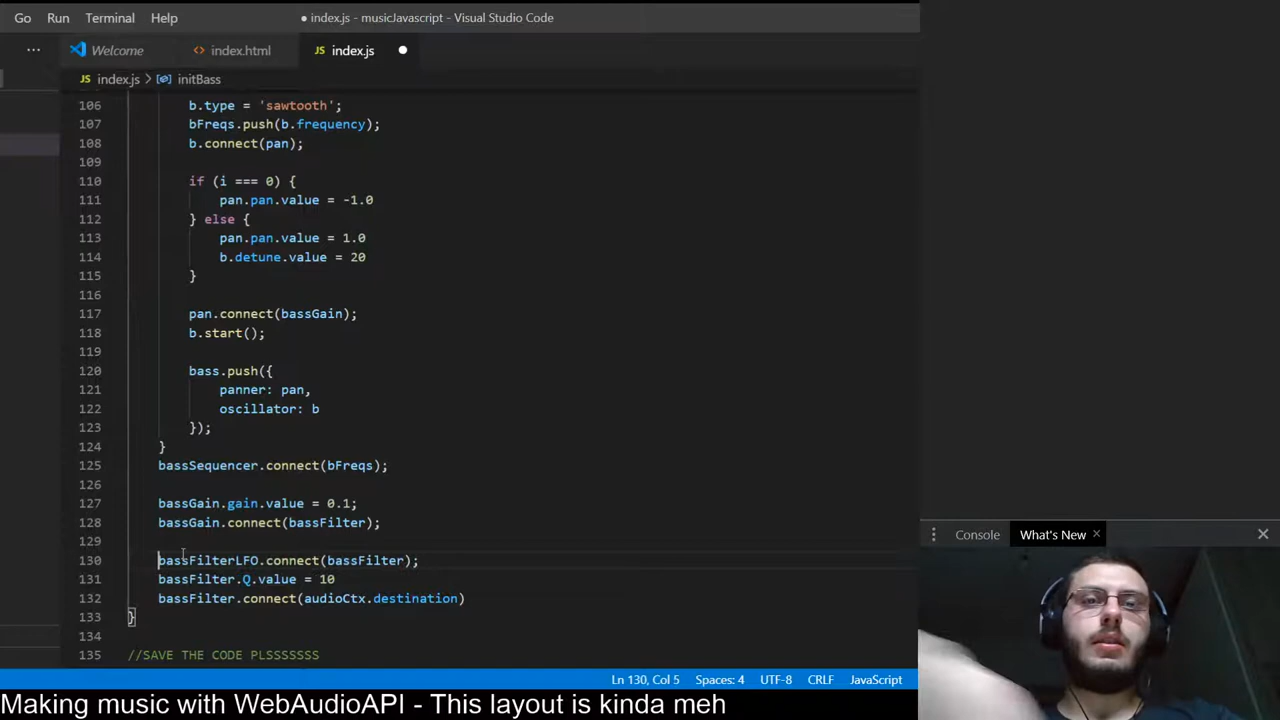 Go Run Terminal Help
● index.js - musicJavascript - Visual Studio Code
··· Welcome <> index.html JS index.js ●
JS index.js > initBass
106 b.type = 'sawtooth';
107 bFreqs.push(b.frequency);
108 b.connect(pan);
109
110 if (i === 0) {
111 pan.pan.value = -1.0
112 } else {
113 pan.pan.value = 1.0
114 b.detune.value = 20
115 }
116
117 pan.connect(bassGain);
118 b.start();
119
120 bass.push({
121 panner: pan,
122 oscillator: b
123 });
124 }
125 bassSequencer.connect(bFreqs);
126
127 bassGain.gain.value = 0.1;
128 bassGain.connect(bassFilter);
129
130 bassFilterLFO.connect(bassFilter);
131 bassFilter.Q.value = 10
132 bassFilter.connect(audioCtx.destination)
133 }
134
135 //SAVE THE CODE PLSSSSSSS
Console What's New ×
Ln 130, Col 5 Spaces: 4 UTF-8 CRLF JavaScript
Making music with WebAudioAPI - This layout is kinda meh